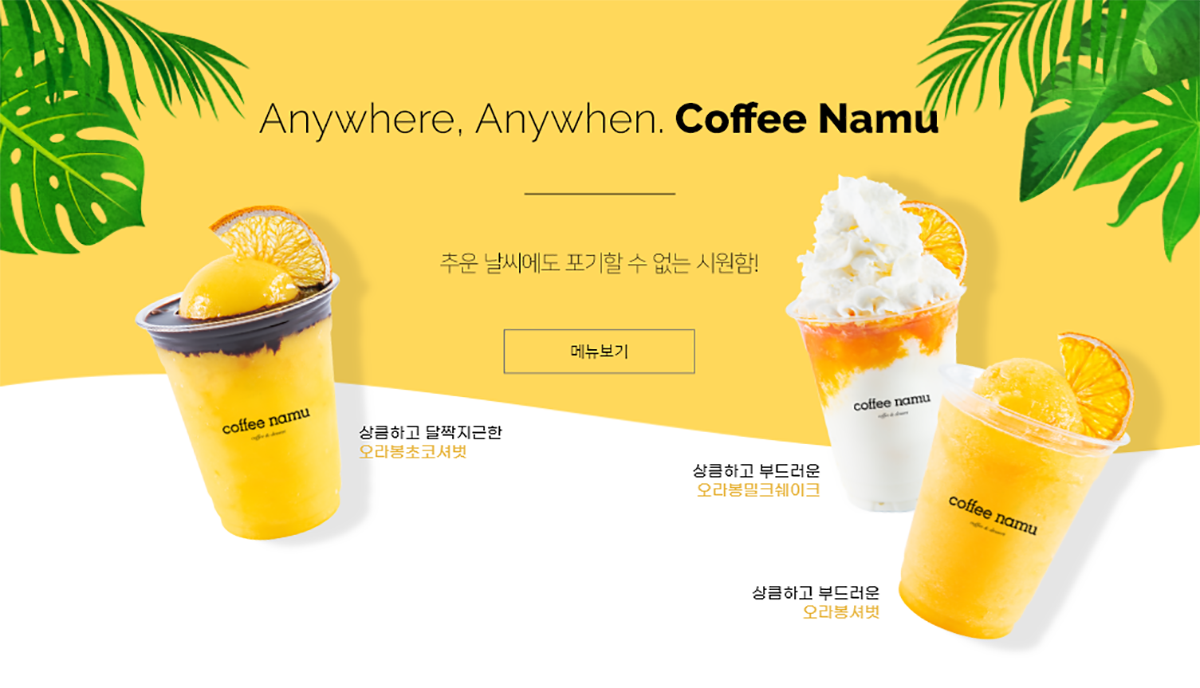 Anywhere, Anywhen. Coffee Namu
추운 날씨에도 포기할 수 없는 시원함!
메뉴보기
coffee namu
coffee & dessert
상큼하고 달짝지근한
오라봉초코셔벗
coffee namu
coffee & dessert
상큼하고 부드러운
오라봉밀크쉐이크
coffee namu
coffee & dessert
상큼하고 부드러운
오라봉셔벗